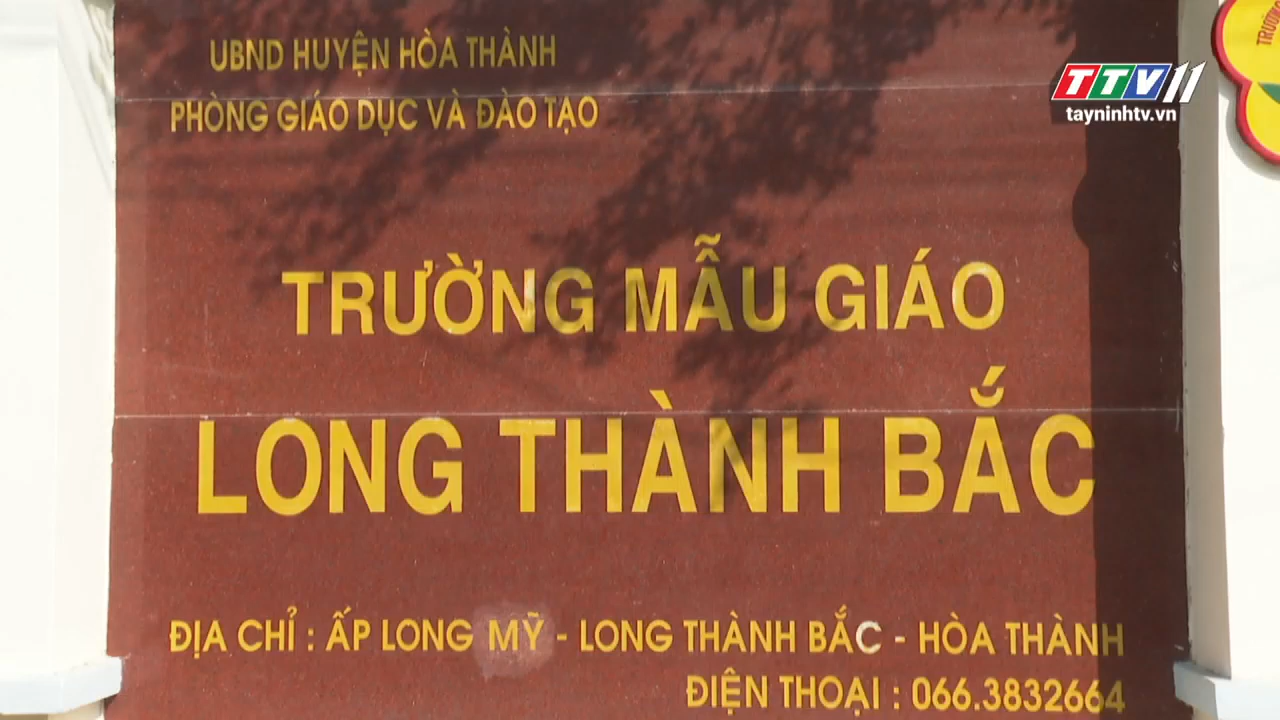 UBND HUYỆN HÒA THÀNH
PHÒNG GIÁO DỤC VÀ ĐÀO TẠO
TTV11
tayninhtv.vn
TRƯỜNG MẪU GIÁO
LONG THÀNH BẮC
ĐỊA CHỈ : ẤP LONG MỸ - LONG THÀNH BẮC - HÒA THÀNH
ĐIỆN THOẠI : 066.3832664